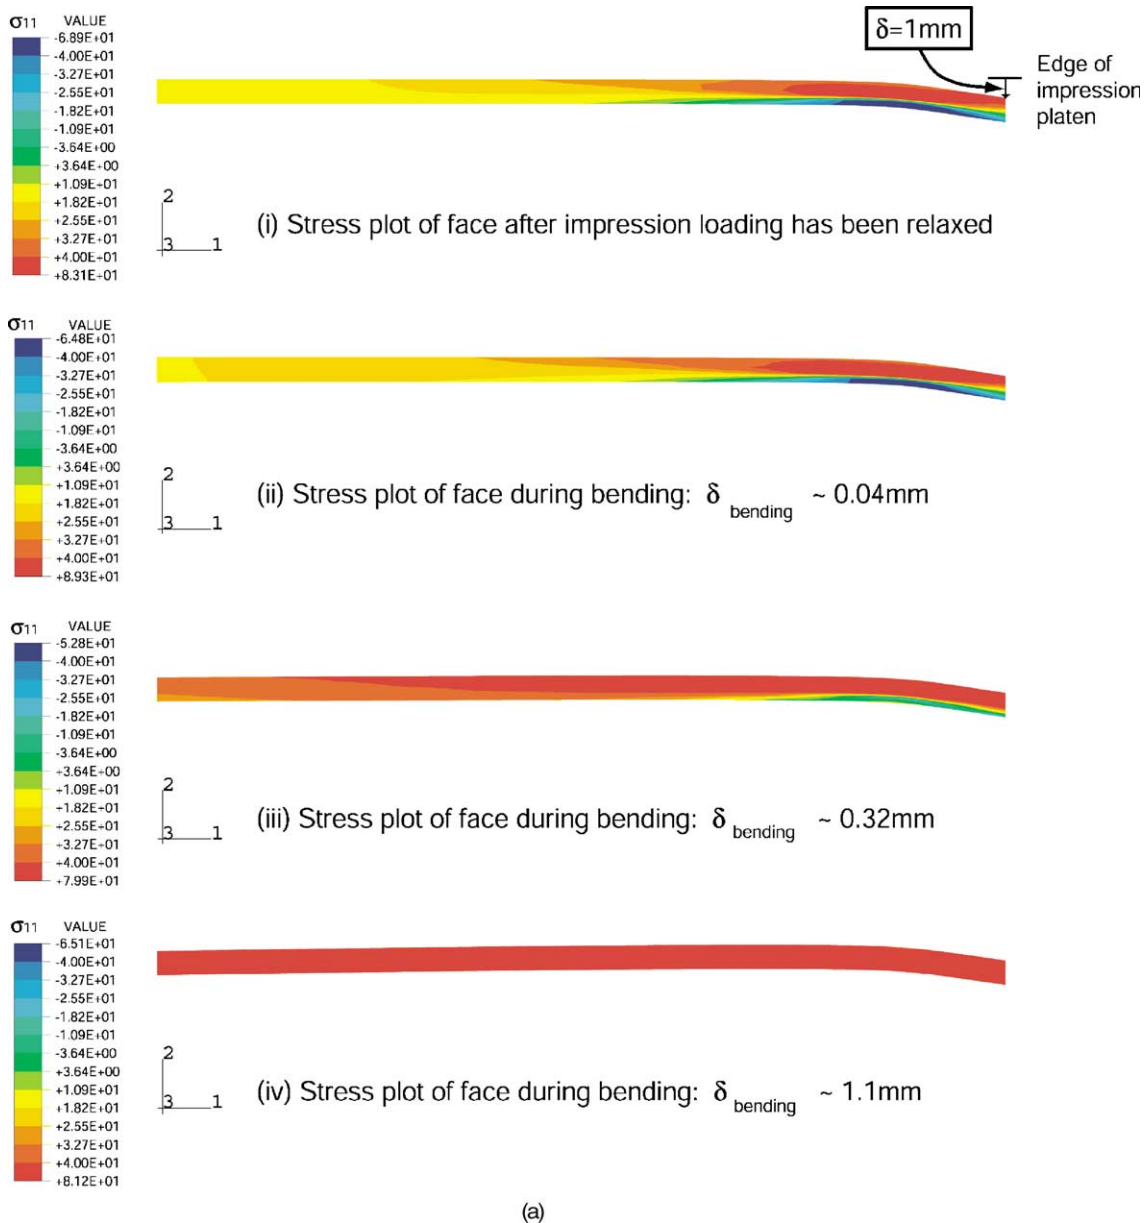 σ11 VALUE
-6.89E+01
-4.00E+01
-3.27E+01
-2.55E+01
-1.82E+01
-1.09E+01
-3.64E+00
+3.64E+00
+1.09E+01
+1.82E+01
+2.55E+01
+3.27E+01
+4.00E+01
+8.31E+01
δ=1mm
Edge of
impression
platen
2
3 1
(i) Stress plot of face after impression loading has been relaxed
σ11 VALUE
-6.48E+01
-4.00E+01
-3.27E+01
-2.55E+01
-1.82E+01
-1.09E+01
-3.64E+00
+3.64E+00
+1.09E+01
+1.82E+01
+2.55E+01
+3.27E+01
+4.00E+01
+8.93E+01
2
3 1
(ii) Stress plot of face during bending: δ bending ~ 0.04mm
σ11 VALUE
-5.28E+01
-4.00E+01
-3.27E+01
-2.55E+01
-1.82E+01
-1.09E+01
-3.64E+00
+3.64E+00
+1.09E+01
+1.82E+01
+2.55E+01
+3.27E+01
+4.00E+01
+7.99E+01
2
3 1
(iii) Stress plot of face during bending: δ bending ~ 0.32mm
σ11 VALUE
-6.51E+01
-4.00E+01
-3.27E+01
-2.55E+01
-1.82E+01
-1.09E+01
-3.64E+00
+3.64E+00
+1.09E+01
+1.82E+01
+2.55E+01
+3.27E+01
+4.00E+01
+8.12E+01
2
3 1
(iv) Stress plot of face during bending: δ bending ~ 1.1mm
(a)